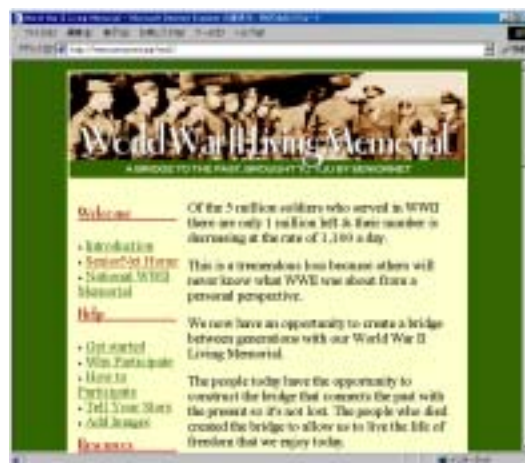 World War II Living Memorial
A BRIDGE TO THE PAST, BROUGHT TO YOU BY SENIORNET
Welcome
• Introduction
• SeniorNet Home
• National WWII
Memorial
Help
• Get started
• Why Participate
• How to
Participate
• Tell Your Story
• Add Images
Resources
Of the 5 million soldiers who served in WWII
there are only 1 million left & their number is
decreasing at the rate of 1,100 a day.
This is a tremendous loss because others will
never know what WWII was about from a
personal perspective.
We now have an opportunity to create a bridge
between generations with our World War II
Living Memorial.
The people today have the opportunity to
construct the bridge that connects the past with
the present so it's not lost. The people who died
created the bridge to allow us to live the life of
freedom that we enjoy today.